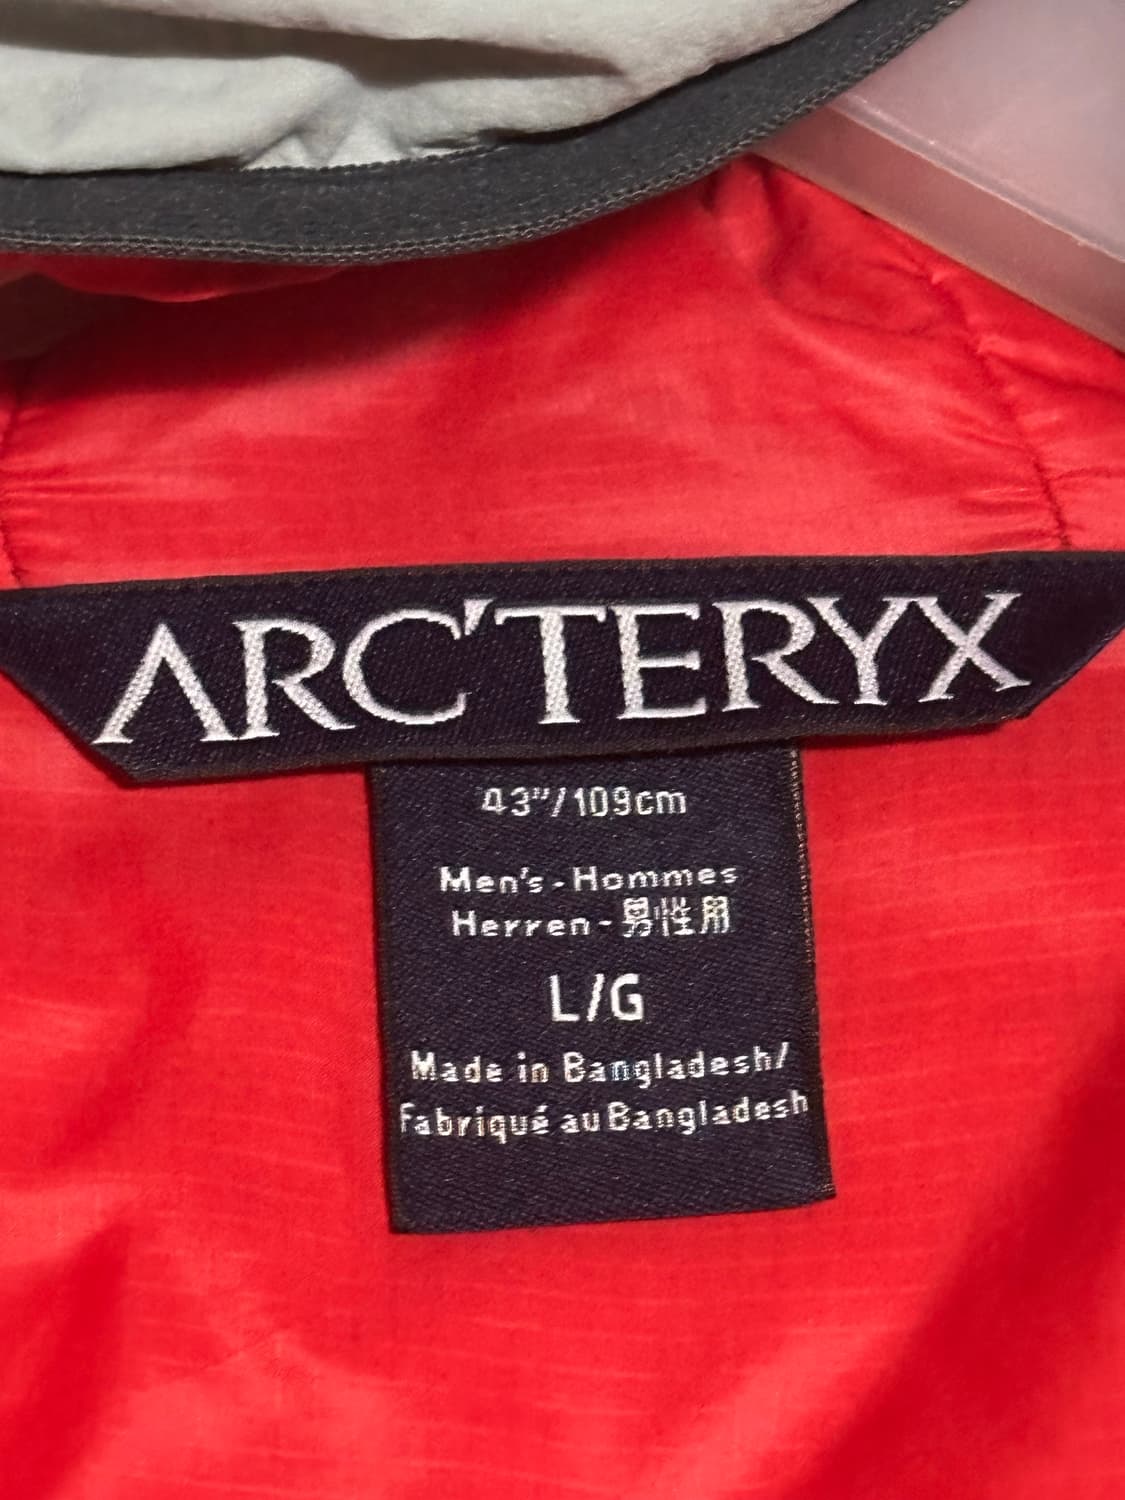 ARC'TERYX
43"/109cm
Men's - Hommes
Herren - 男性用
L/G
Made in Bangladesh/
Fabriqué au Bangladesh